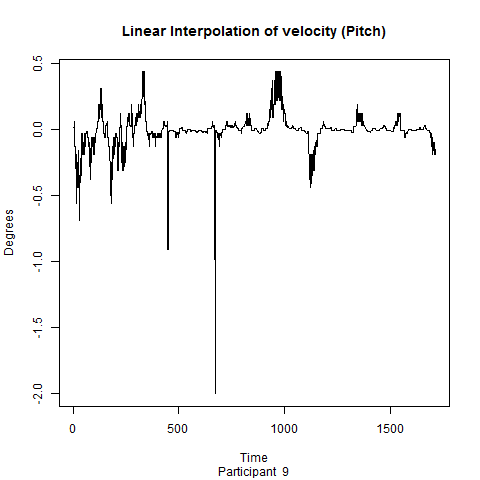 Linear Interpolation of velocity (Pitch)
0.5
0.0
-0.5
-1.0
-1.5
-2.0
Degrees
0 500 1000 1500
Time
Participant 9